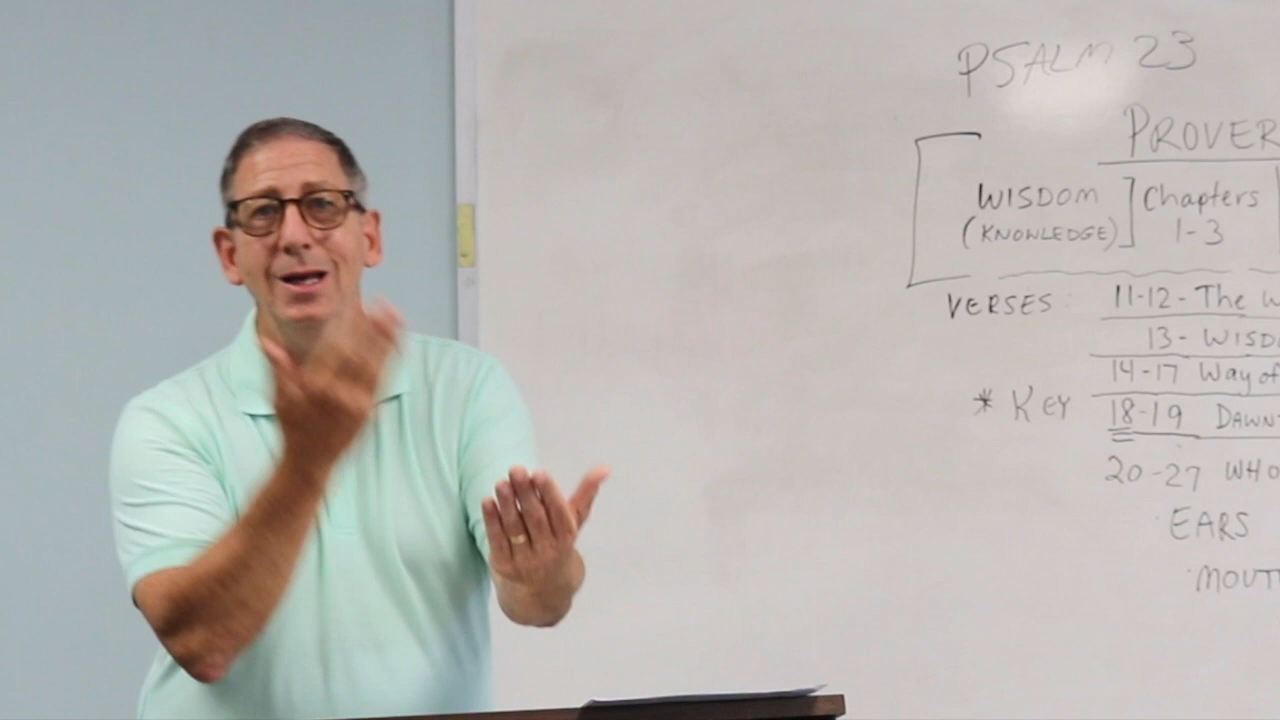 PSALM 23
PROVER
WISDOM ] Chapters
(KNOWLEDGE) 1-3
VERSES: 11-12 - The W
13 - WISD
14-17 Way of
* KEY 18-19 DAWN
20-27 WHO
EARS
MOUT